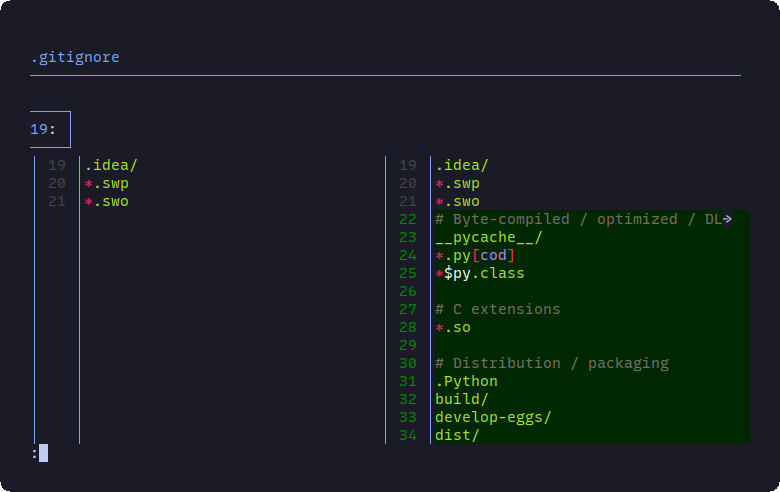 .gitignore
19:
19 .idea/ 19 .idea/
20 *.swp 20 *.swp
21 *.swo 21 *.swo
22 # Byte-compiled / optimized / DL→
23 __pycache__/
24 *.py[cod]
25 *$py.class
26
27 # C extensions
28 *.so
29
30 # Distribution / packaging
31 .Python
32 build/
33 develop-eggs/
34 dist/
: